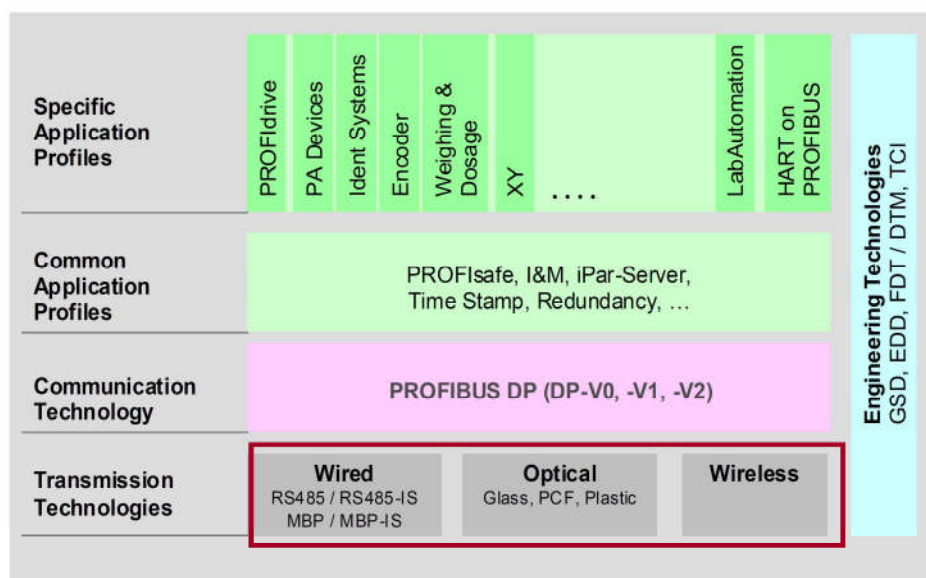 Specific
Application
Profiles
PROFIdrive
PA Devices
Ident Systems
Encoder
Weighing &
Dosage
XY
....
LabAutomation
HART on
PROFIBUS
Common
Application
Profiles
PROFIsafe, I&M, iPar-Server,
Time Stamp, Redundancy, ...
Communication
Technology
PROFIBUS DP (DP-V0, -V1, -V2)
Transmission
Technologies
Wired
RS485 / RS485-IS
MBP / MBP-IS
Optical
Glass, PCF, Plastic
Wireless
Engineering Technologies
GSD, EDD, FDT / DTM, TCI